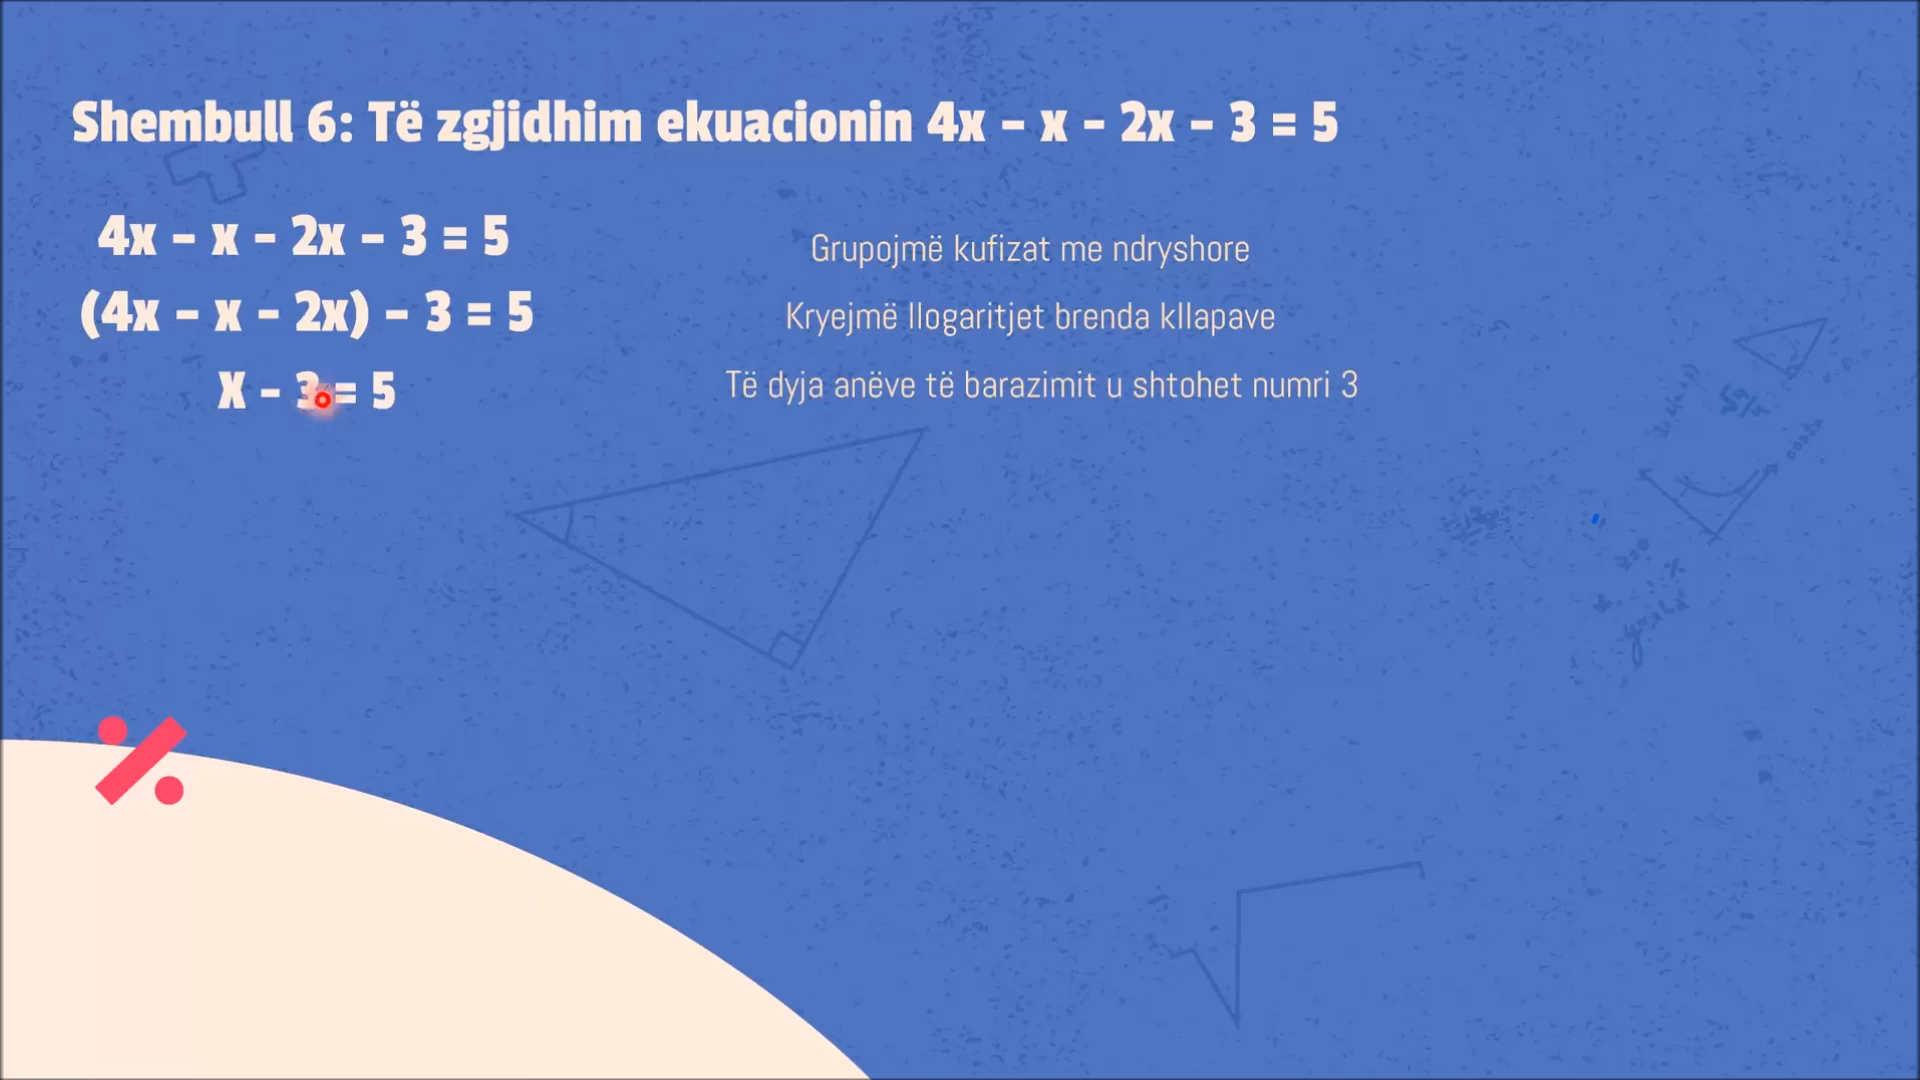 Shembull 6: Të zgjidhim ekuacionin 4x – x – 2x – 3 = 5
4x – x – 2x – 3 = 5
Grupojmë kufizat me ndryshore
(4x – x – 2x) – 3 = 5
Kryejmë llogaritjet brenda kllapave
X – 3 = 5
Të dyja anëve të barazimit u shtohet numri 3